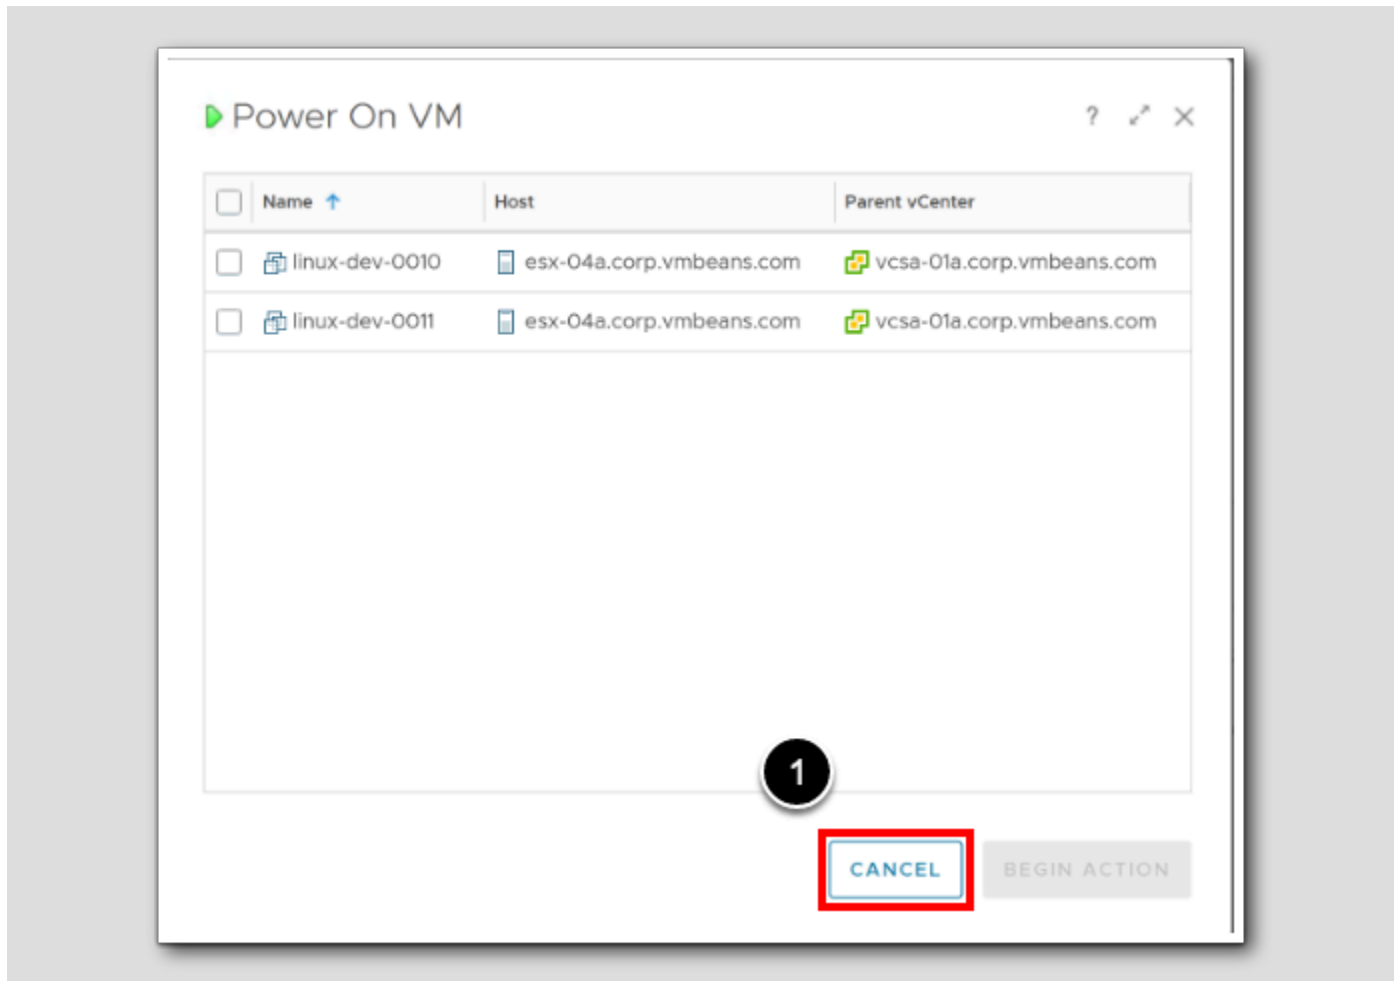 Power On VM ?
Name Host Parent vCenter
linux-dev-0010 esx-04a.corp.vmbeans.com vcsa-01a.corp.vmbeans.com
linux-dev-0011 esx-04a.corp.vmbeans.com vcsa-01a.corp.vmbeans.com
1
CANCEL BEGIN ACTION